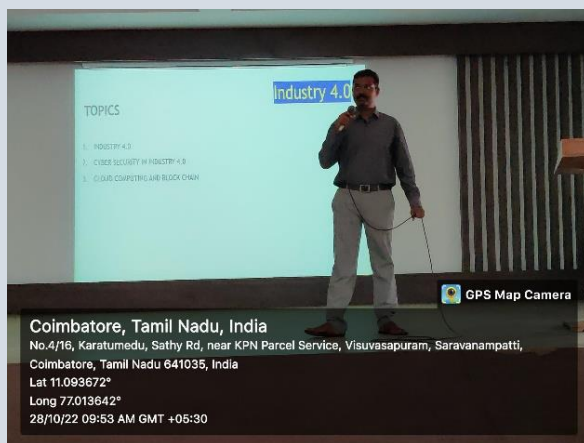 Industry 4.0
TOPICS
1. INDUSTRY 4.0
2. CYBER SECURITY IN INDUSTRY 4.0
3. CLOUD COMPUTING AND BLOCK CHAIN
GPS Map Camera
Coimbatore, Tamil Nadu, India
No.4/16, Karatumedu, Sathy Rd, near KPN Parcel Service, Visuvasapuram, Saravanampatti,
Coimbatore, Tamil Nadu 641035, India
Lat 11.093672°
Long 77.013642°
28/10/22 09:53 AM GMT +05:30